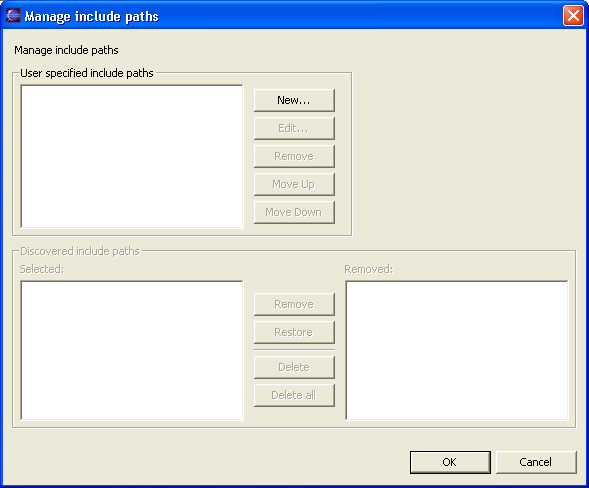 Manage include paths
Manage include paths
User specified include paths
New...
Edit...
Remove
Move Up
Move Down
Discovered include paths
Selected:
Removed:
Remove
Restore
Delete
Delete all
OK
Cancel